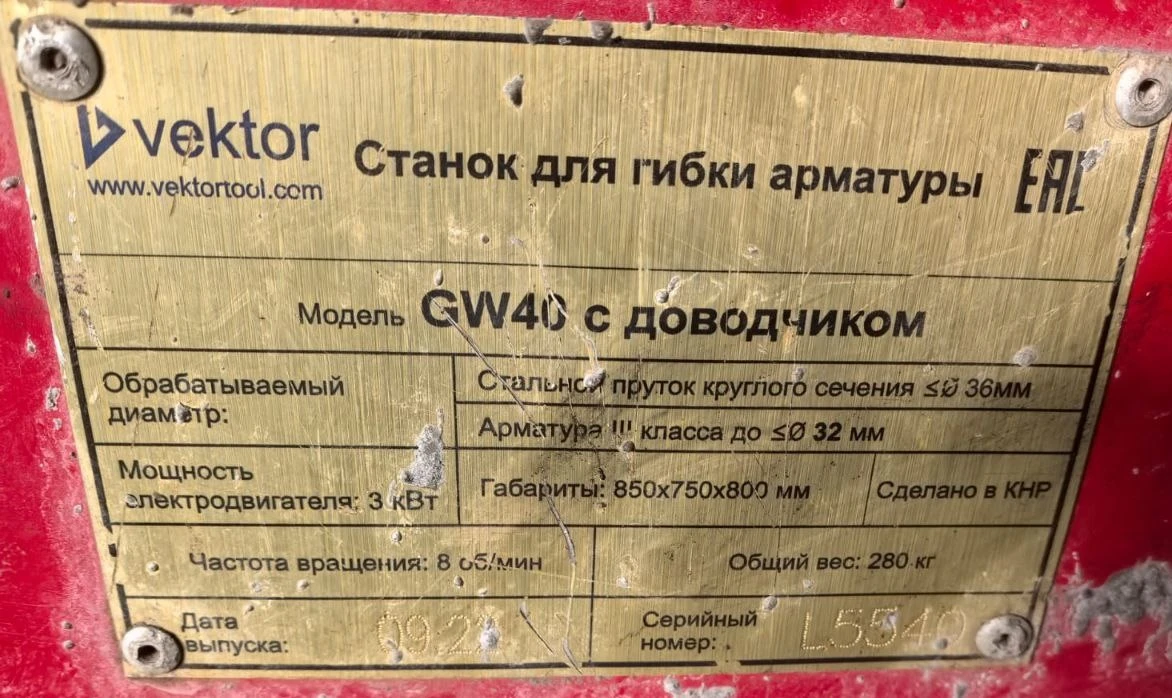 vektor
www.vektortool.com
Станок для гибки арматуры
EAC
Модель GW40 с доводчиком
Обрабатываемый
диаметр:
Стальной пруток круглого сечения ≤Ø 36мм
Арматура III класса до ≤Ø 32 мм
Мощность
электродвигателя: 3 кВт
Габариты: 850х750х800 мм
Сделано в КНР
Частота вращения: 8 об/мин
Общий вес: 280 кг
Дата
выпуска:
Серийный
номер: L5540